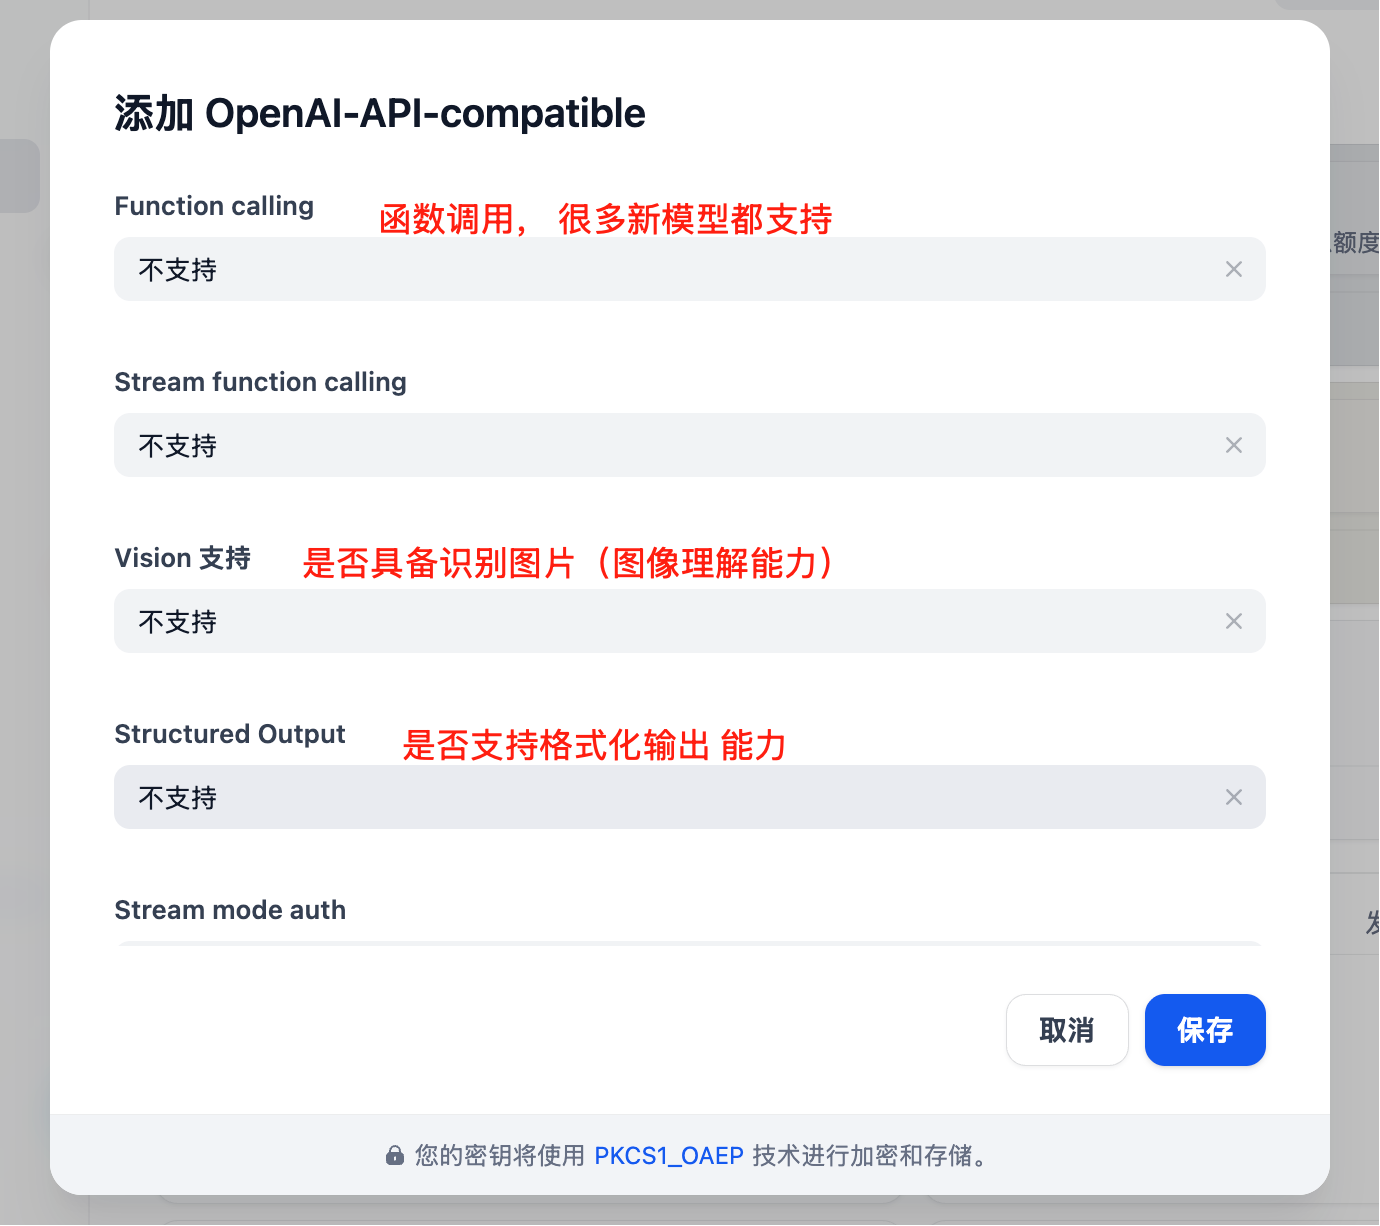 添加 OpenAI-API-compatible
Function calling
函数调用， 很多新模型都支持
不支持
额度
Stream function calling
不支持
Vision 支持
是否具备识别图片（图像理解能力）
不支持
Structured Output
是否支持格式化输出 能力
不支持
Stream mode auth
取消
保存
您的密钥将使用 PKCS1_OAEP 技术进行加密和存储。